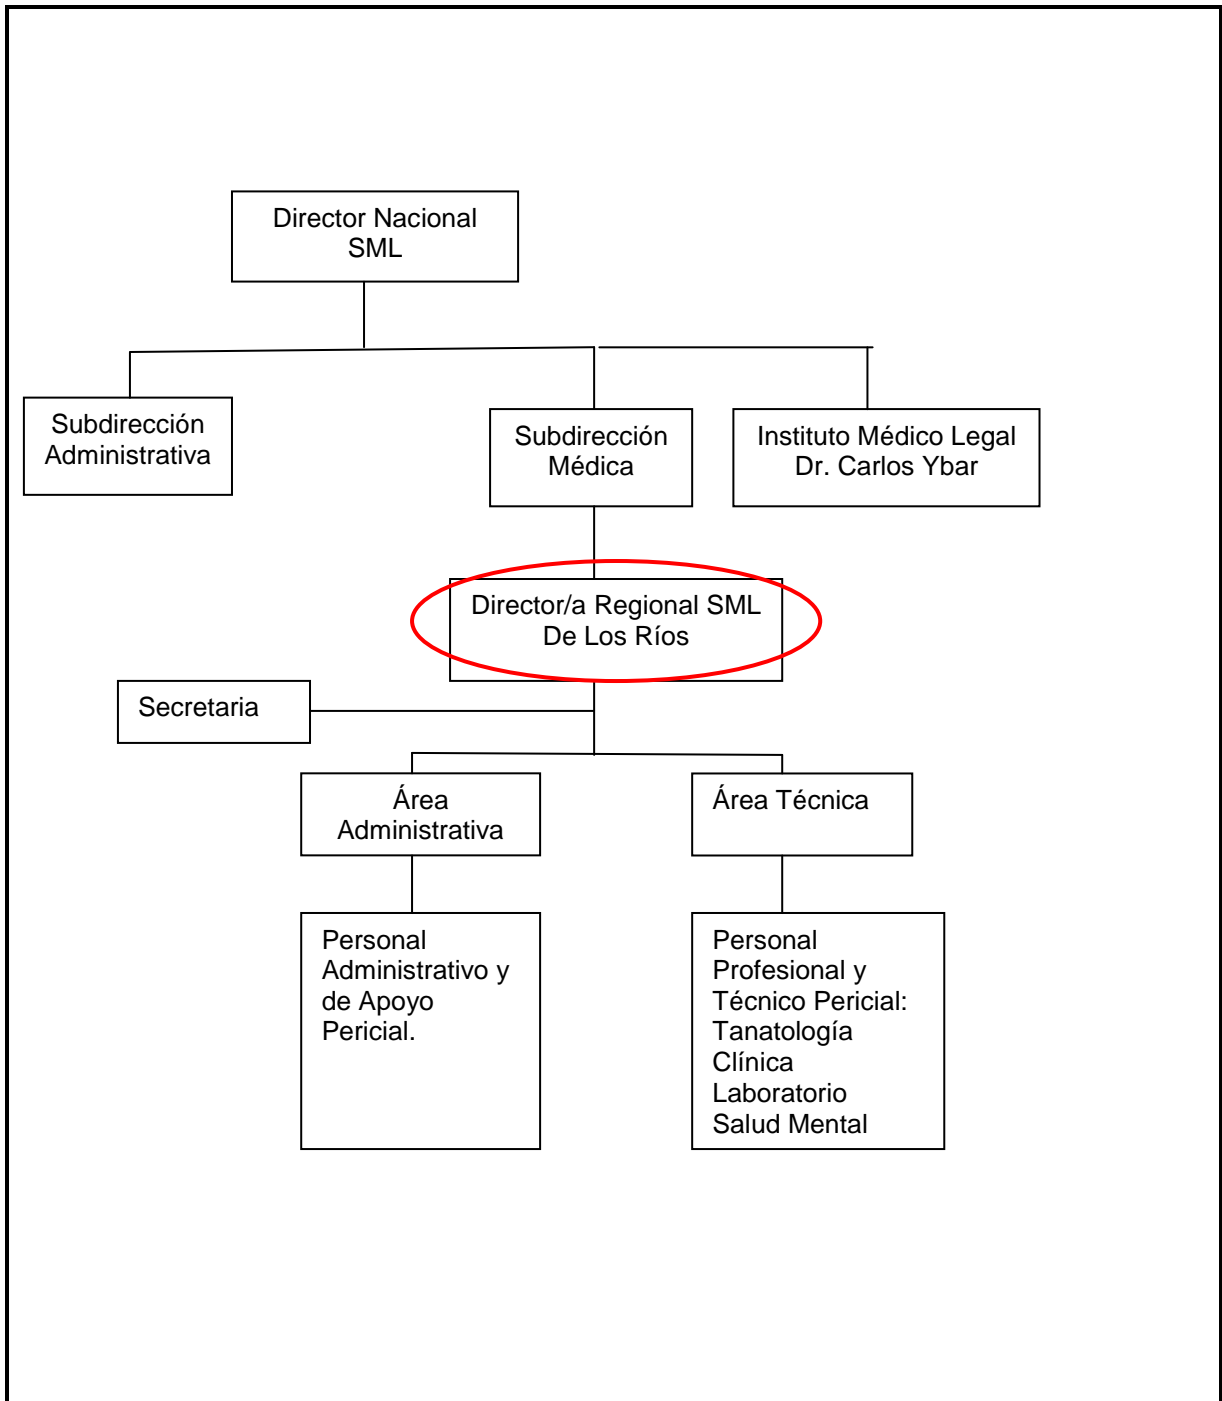 Director Nacional
SML
Subdirección
Administrativa
Subdirección
Médica
Instituto Médico Legal
Dr. Carlos Ybar
Director/a Regional SML
De Los Ríos
Secretaria
Área
Administrativa
Área Técnica
Personal
Administrativo y
de Apoyo
Pericial.
Personal
Profesional y
Técnico Pericial:
Tanatología
Clínica
Laboratorio
Salud Mental